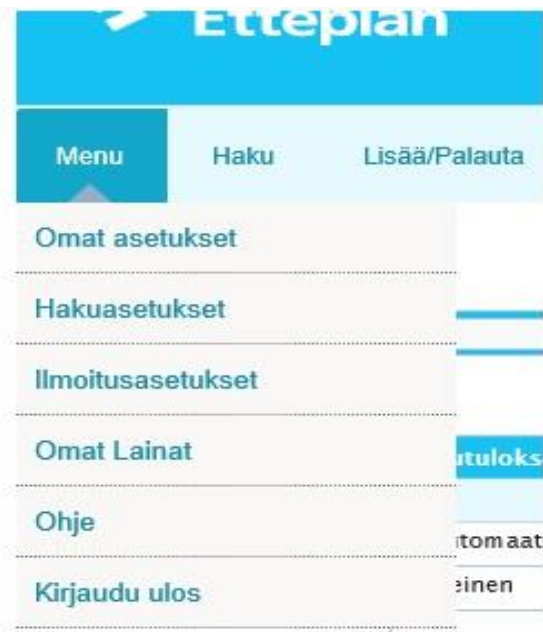 Etteplan
Menu Haku Lisää/Palauta
Omat asetukset
Hakuasetukset
Ilmoitusasetukset
Omat Lainat
Ohje
Kirjaudu ulos